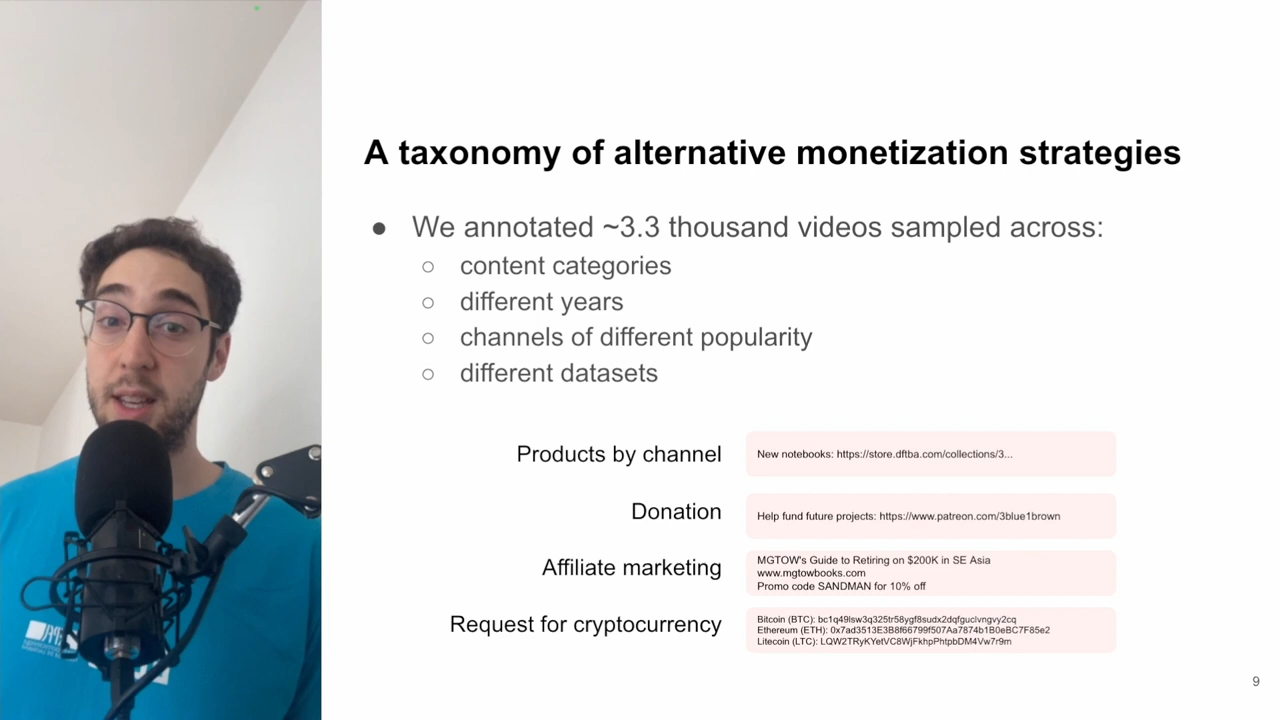 A taxonomy of alternative monetization strategies
● We annotated ~3.3 thousand videos sampled across:
○ content categories
○ different years
○ channels of different popularity
○ different datasets
Products by channel
New notebooks: https://store.dftba.com/collections/3...
Donation
Help fund future projects: https://www.patreon.com/3blue1brown
Affiliate marketing
MGTOW's Guide to Retiring on $200K in SE Asia
www.mgtowbooks.com
Promo code SANDMAN for 10% off
Request for cryptocurrency
Bitcoin (BTC): bc1q49lsw3q325tr58ygf8sudx2dqfguclvngvy2cq
Ethereum (ETH): 0x7ad3513E3B8f66799f507Aa7874b1B0eBC7F85e2
Litecoin (LTC): LQW2TRyKYetVC8WjFkhpPhtpbDM4Vw7r9m
9